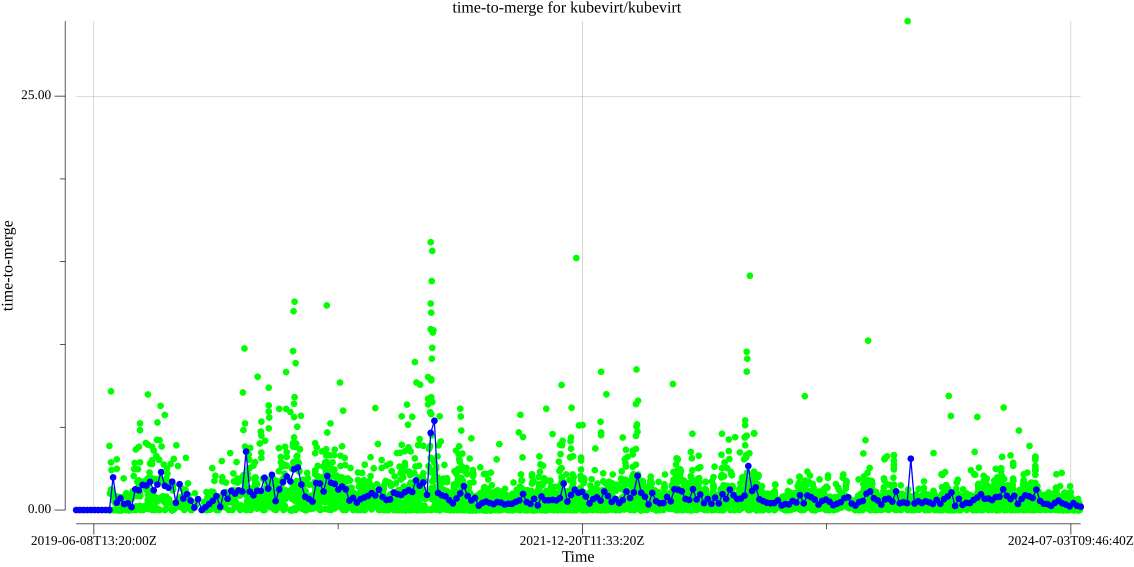 time-to-merge for kubevirt/kubevirt
25.00
time-to-merge
0.00
2019-06-08T13:20:00Z
2021-12-20T11:33:20Z
2024-07-03T09:46:40Z
Time